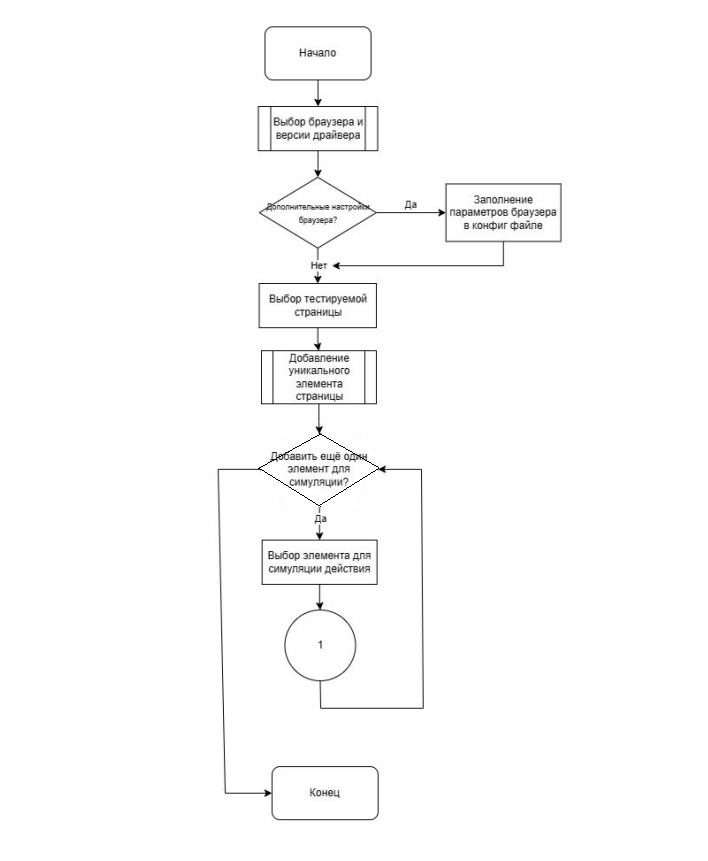 Начало
Выбор браузера и
версии драйвера
Дополнительные настройки
браузера?
Да
Заполнение
параметров браузера
в конфиг файле
Нет
Выбор тестируемой
страницы
Добавление
уникального
элемента
страницы
Добавить ещё один
элемент для
симуляции?
Да
Выбор элемента для
симуляции действия
1
Конец